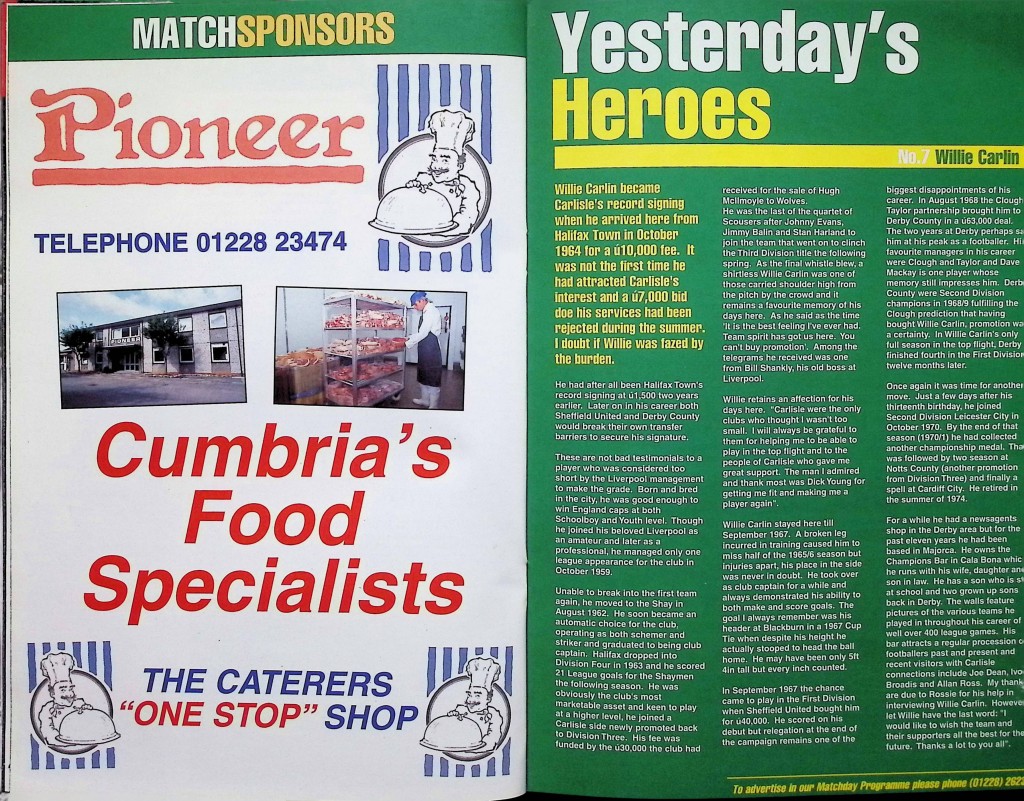 MATCHSPONSORS
Pioneer
TELEPHONE 01228 23474
PIONEER
Cumbria's
Food
Specialists
THE CATERERS
"ONE STOP" SHOP
Yesterday's
Heroes
No.7 Willie Carlin
Willie Carlin became
Carlisle's record signing
when he arrived here from
Halifax Town in October
1964 for a ú10,000 fee. It
was not the first time he
had attracted Carlisle's
interest and a ú7,000 bid
doe his services had been
rejected during the summer.
I doubt if Willie was fazed by
the burden.
He had after all been Halifax Town's
record signing at ú1,500 two years
earlier. Later on in his career both
Sheffield United and Derby County
would break their own transfer
barriers to secure his signature.
These are not bad testimonials to a
player who was considered too
short by the Liverpool management
to make the grade. Born and bred
in the city, he was good enough to
win England caps at both
Schoolboy and Youth level. Though
he joined his beloved Liverpool as
an amateur and later as a
professional, he managed only one
league appearance for the club in
October 1959.
Unable to break into the first team
again, he moved to the Shay in
August 1962. He soon became an
automatic choice for the club,
operating as both schemer and
striker and graduated to being club
captain. Halifax dropped into
Division Four in 1963 and he scored
21 League goals for the Shaymen
the following season. He was
obviously the club's most
marketable asset and keen to play
at a higher level, he joined a
Carlisle side newly promoted back
to Division Three. His fee was
funded by the ú30,000 the club had
received for the sale of Hugh
McIlmoyle to Wolves.
He was the last of the quartet of
Scousers after Johnny Evans,
Jimmy Balin and Stan Harland to
join the team that went on to clinch
the Third Division title the following
spring. As the final whistle blew, a
shirtless Willie Carlin was one of
those carried shoulder high from
the pitch by the crowd and it
remains a favourite memory of his
days here. As he said as the time
'it is the best feeling I've ever had.
Team spirit has got us here. You
can't buy promotion'. Among the
telegrams he received was one
from Bill Shankly, his old boss at
Liverpool.
Willie retains an affection for his
days here. "Carlisle were the only
clubs who thought I wasn't too
small. I will always be grateful to
them for helping me to be able to
play in the top flight and to the
people of Carlisle who gave me
great support. The man I admired
and thank most was Dick Young for
getting me fit and making me a
player again".
Willie Carlin stayed here till
September 1967. A broken leg
incurred in training caused him to
miss half of the 1965/6 season but
injuries apart, his place in the side
was never in doubt. He took over
as club captain for a while and
always demonstrated his ability to
both make and score goals. The
goal I always remember was his
header at Blackburn in a 1967 Cup
Tie when despite his height he
actually stooped to head the ball
home. He may have been only 5ft
4in tall but every inch counted.
In September 1967 the chance
came to play in the First Division
when Sheffield United bought him
for ú40,000. He scored on his
debut but relegation at the end of
the campaign remains one of the
biggest disappointments of his
career. In August 1968 the Clough
Taylor partnership brought him to
Derby County in a ú63,000 deal.
The two years at Derby perhaps sa
him at his peak as a footballer. Hi
favourite managers in his career
were Clough and Taylor and Dave
Mackay is one player whose
memory still impresses him. Derb
County were Second Division
champions in 1968/9 fulfilling the
Clough prediction that having
bought Willie Carlin, promotion wa
a certainty. In Willie Carlin's only
full season in the top flight, Derby
finished fourth in the First Division
twelve months later.
Once again it was time for another
move. Just a few days after his
thirteenth birthday, he joined
Second Division Leicester City in
October 1970. By the end of that
season (1970/1) he had collected
another championship medal. Tha
was followed by two season at
Notts County (another promotion
from Division Three) and finally a
spell at Cardiff City. He retired in
the summer of 1974.
For a while he had a newsagents
shop in the Derby area but for the
past eleven years he had been
based in Majorca. He owns the
Champions Bar in Cala Bona whic
he runs with his wife, daughter an
son in law. He has a son who is s
at school and two grown up sons
back in Derby. The walls feature
pictures of the various teams he
played in throughout his career of
well over 400 league games. His
bar attracts a regular procession o
footballers past and present and
recent visitors with Carlisle
connections include Joe Dean, Ivo
Broadis and Allan Ross. My thank
are due to Rossie for his help in
interviewing Willie Carlin. Howeve
let Willie have the last word: "I
would like to wish the team and
their supporters all the best for the
future. Thanks a lot to you all".
To advertise in our Matchday Programme please phone (01228) 262